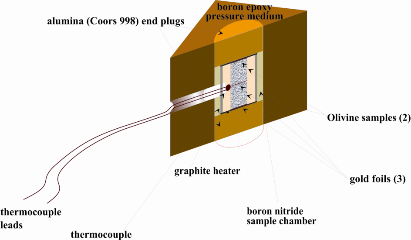 boron epoxy
pressure medium
alumina (Coors 998) end plugs
Olivine samples (2)
graphite heater
gold foils (3)
boron nitride
sample chamber
thermocouple
leads
thermocouple